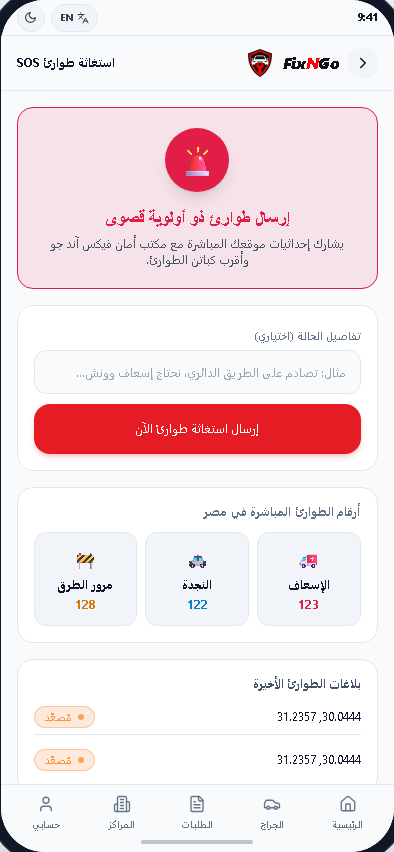 9:41
EN
FixNGo
استغاثة طوارئ SOS
إرسال طوارئ ذو أولوية قصوى
يشارك إحداثيات موقعك المباشرة مع مكتب أمان فيكس آند جو
وأقرب كباتن الطوارئ.
تفاصيل الحالة (اختياري)
مثال: تصادم على الطريق الدائري، نحتاج إسعاف وونش...
إرسال استغاثة طوارئ الآن
أرقام الطوارئ المباشرة في مصر
الإسعاف
123
النجدة
122
مرور الطرق
128
بلاغات الطوارئ الأخيرة
31.2357, 30.0444
مُصعّد
31.2357, 30.0444
مُصعّد
الرئيسية
الجراج
الطلبات
المراكز
حسابي